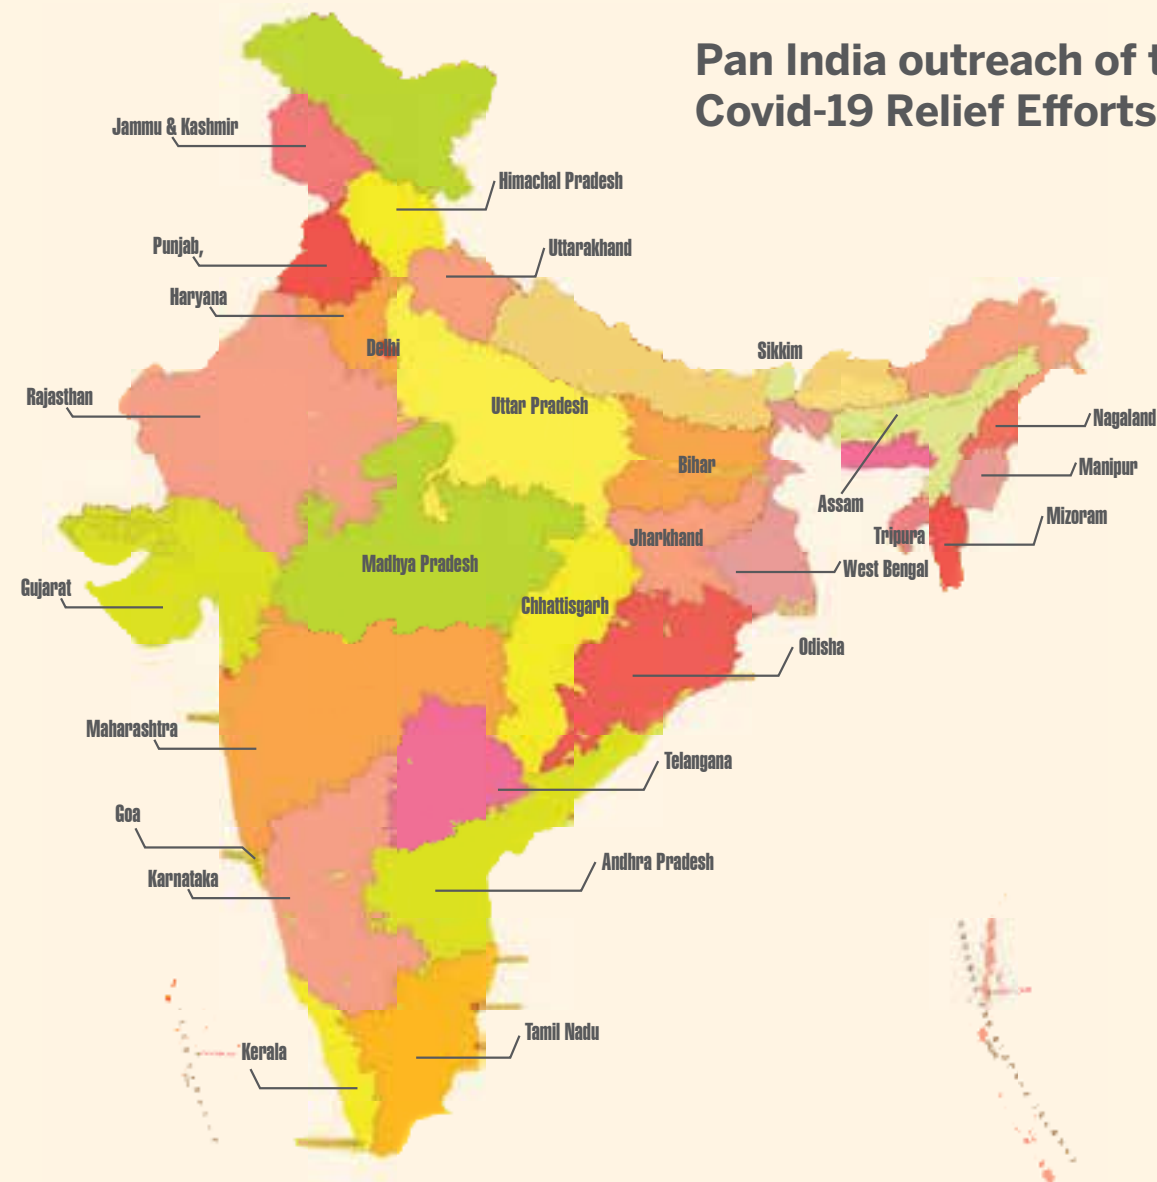 Pan India outreach of t
Covid-19 Relief Efforts
Jammu & Kashmir
Himachal Pradesh
Punjab,
Uttarakhand
Haryana
Delhi
Sikkim
Rajasthan
Uttar Pradesh
Nagaland
Bihar
Manipur
Assam
Mizoram
Tripura
Jharkhand
Madhya Pradesh
West Bengal
Gujarat
Chhattisgarh
Odisha
Maharashtra
Telangana
Goa
Andhra Pradesh
Karnataka
Tamil Nadu
Kerala